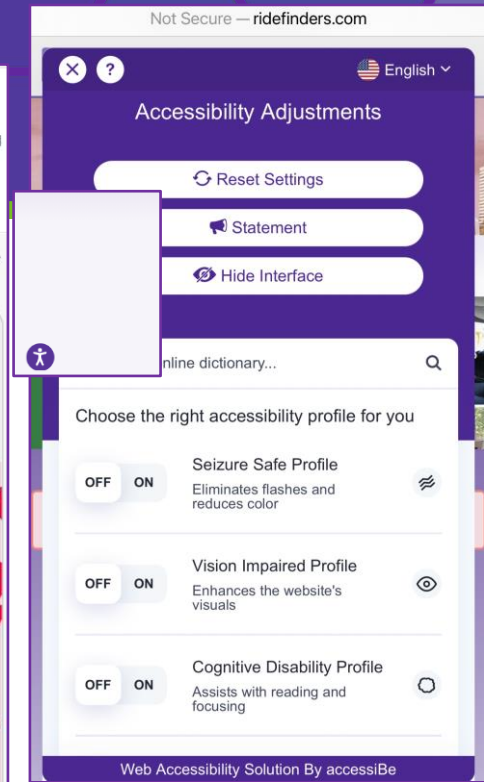 Not Secure — ridefinders.com
English
Accessibility Adjustments
Reset Settings
Statement
Hide Interface
nline dictionary...
Choose the right accessibility profile for you
OFF ON
Seizure Safe Profile
Eliminates flashes and
reduces color
OFF ON
Vision Impaired Profile
Enhances the website's
visuals
OFF ON
Cognitive Disability Profile
Assists with reading and
focusing
Web Accessibility Solution By accessiBe